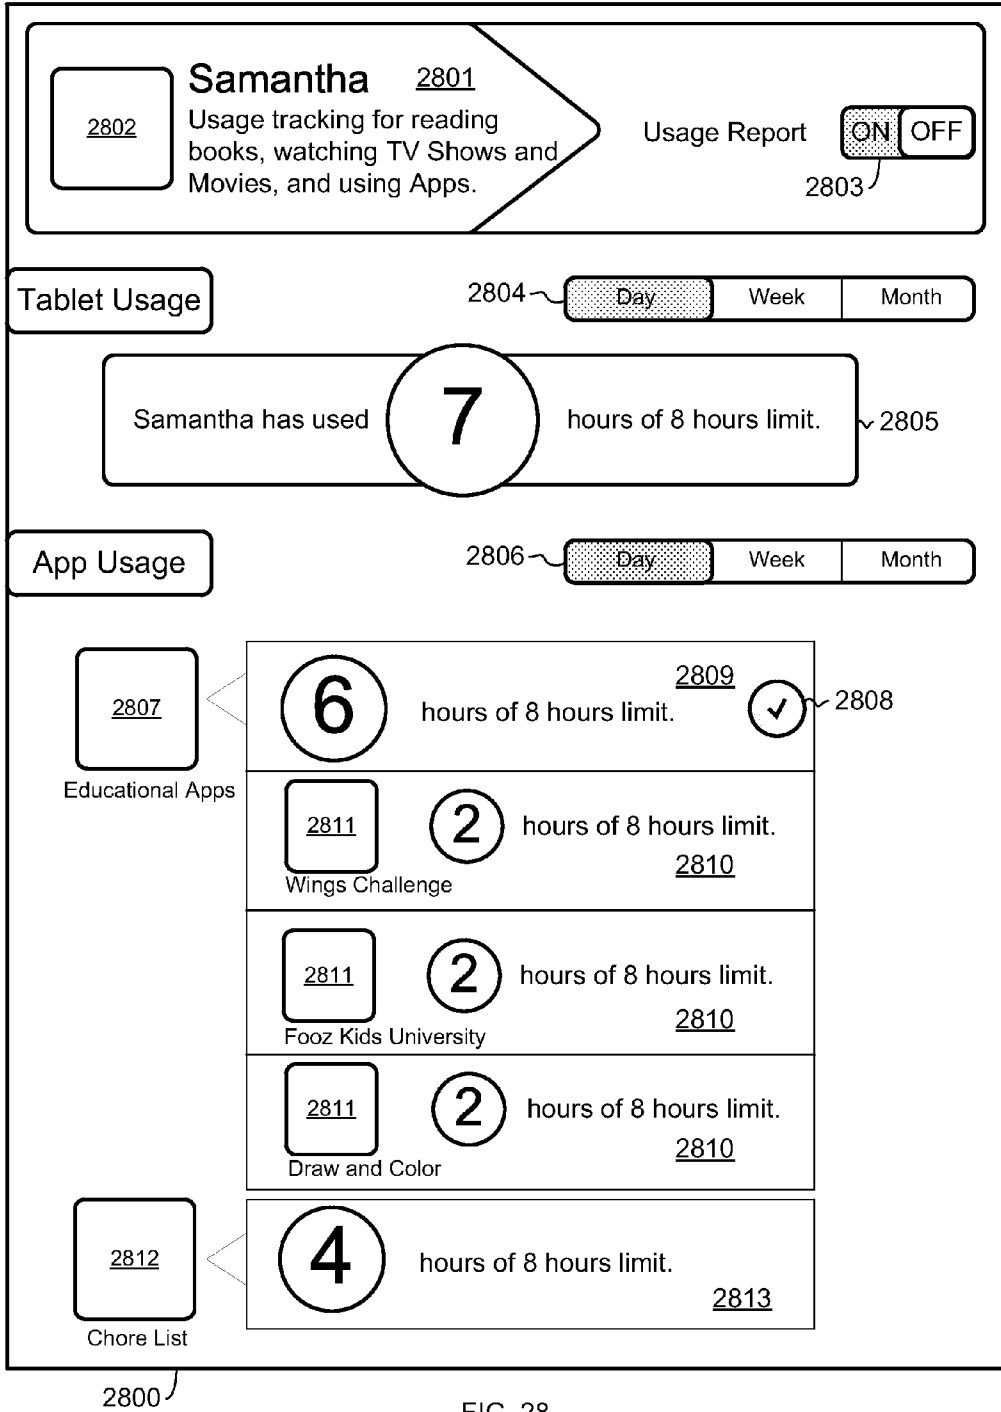 Samantha 2801
2802
Usage tracking for reading
books, watching TV Shows and
Movies, and using Apps.
Usage Report
ON OFF
2803
Tablet Usage
2804
Day Week Month
Samantha has used 7 hours of 8 hours limit.
2805
App Usage
2806
Day Week Month
2807
Educational Apps
6 hours of 8 hours limit.
2809
2808
2811
Wings Challenge
2 hours of 8 hours limit.
2810
2811
Fooz Kids University
2 hours of 8 hours limit.
2810
2811
Draw and Color
2 hours of 8 hours limit.
2810
2812
Chore List
4 hours of 8 hours limit.
2813
2800
FIG. 28